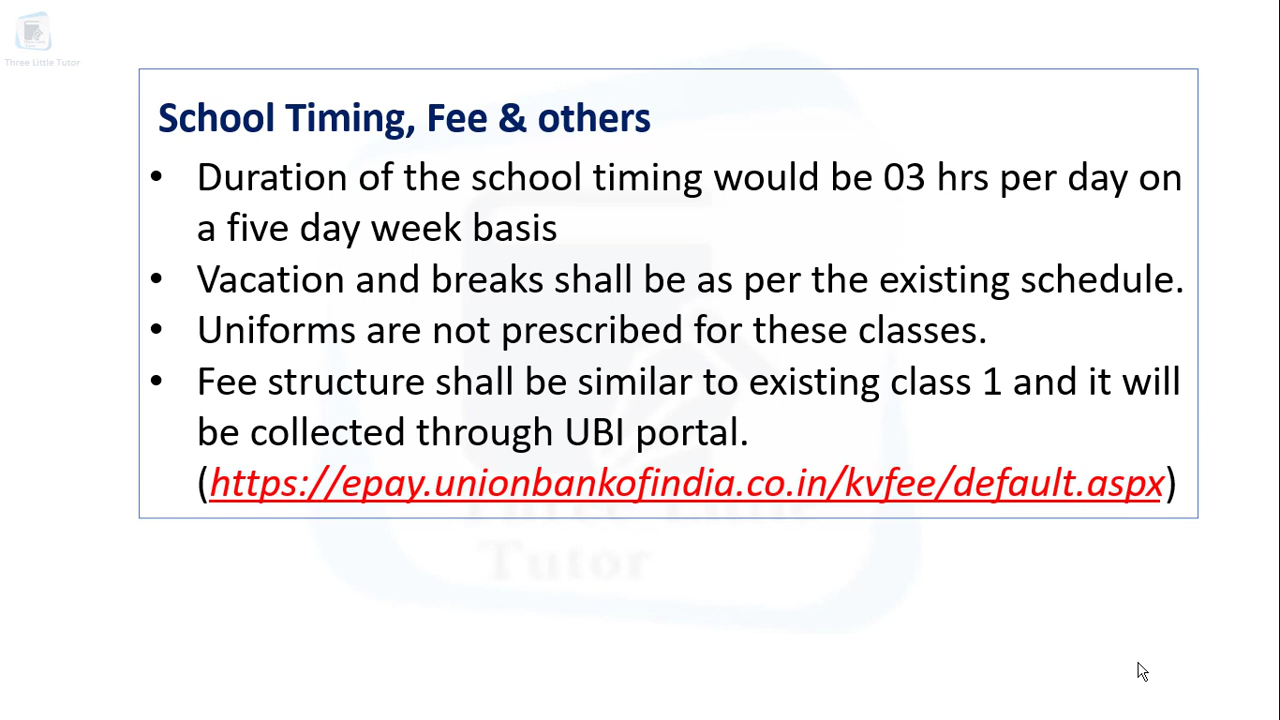 Three Little Tutor
School Timing, Fee & others
• Duration of the school timing would be 03 hrs per day on
a five day week basis
• Vacation and breaks shall be as per the existing schedule.
• Uniforms are not prescribed for these classes.
• Fee structure shall be similar to existing class 1 and it will
be collected through UBI portal.
(https://epay.unionbankofindia.co.in/kvfee/default.aspx)
Three Little
Tutor